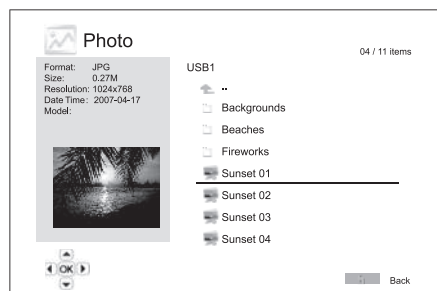 Photo
04 / 11 items
Format: JPG
Size: 0.27M
Resolution: 1024x768
Date Time: 2007-04-17
Model:
USB1
..
Backgrounds
Beaches
Fireworks
Sunset 01
Sunset 02
Sunset 03
Sunset 04
OK
Back